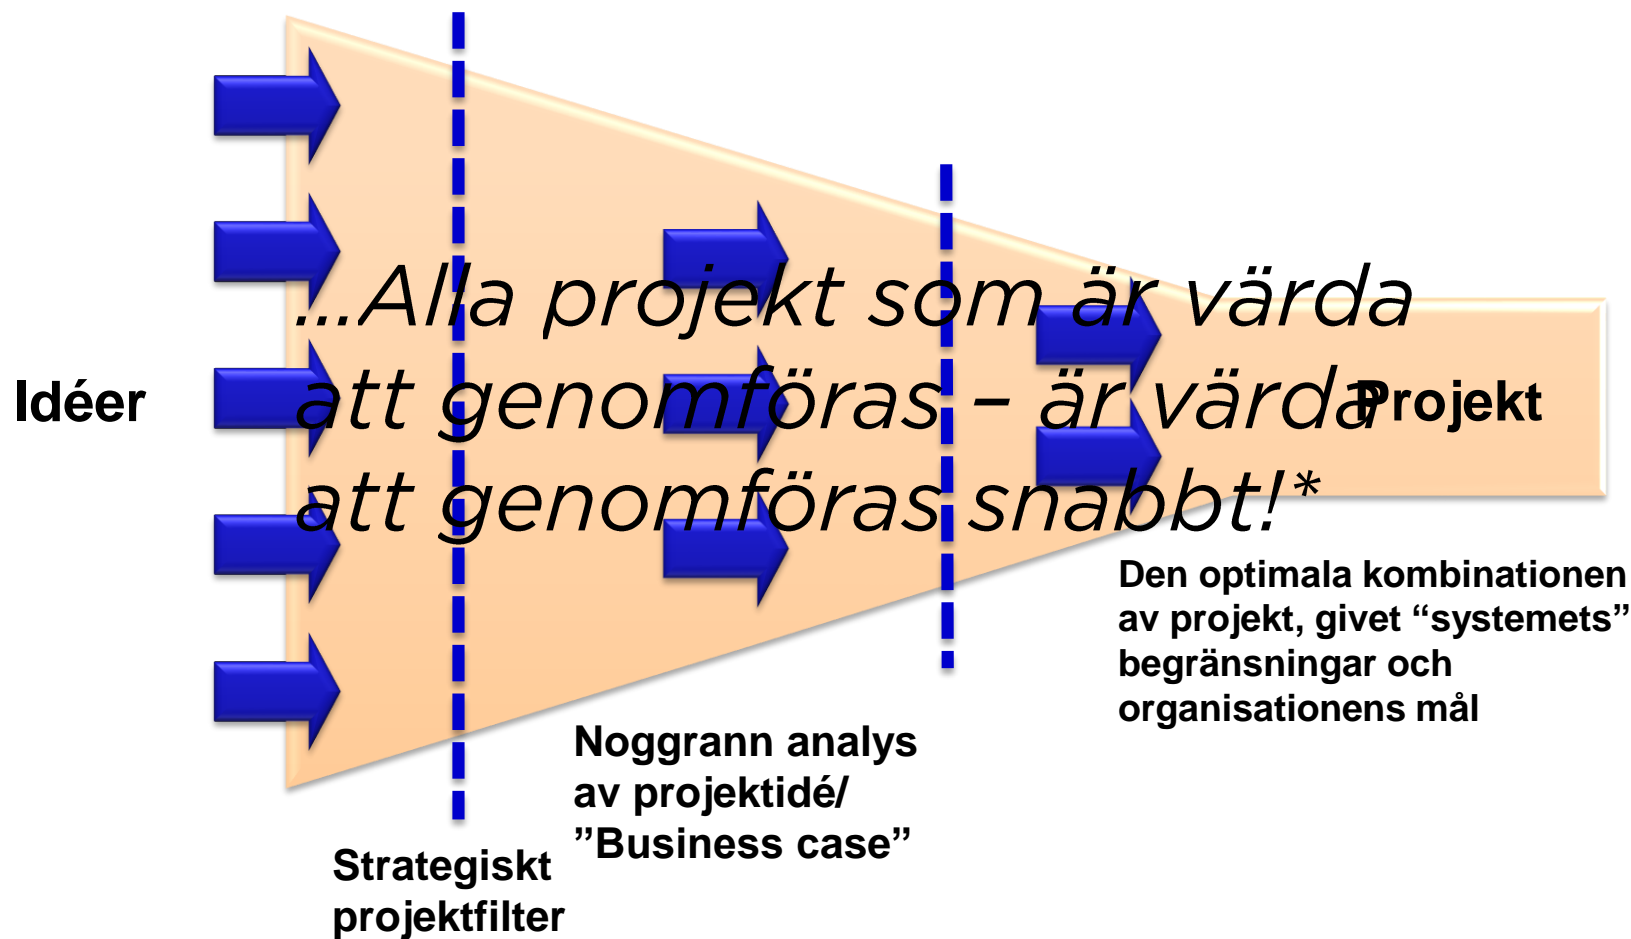 Idéer
...Alla projekt som är värda
att genomföras – är värda
att genomföras snabbt!*
Projekt
Den optimala kombinationen
av projekt, givet “systemets”
begränsningar och
organisationens mål
Noggrann analys
av projektidé/
”Business case”
Strategiskt
projektfilter